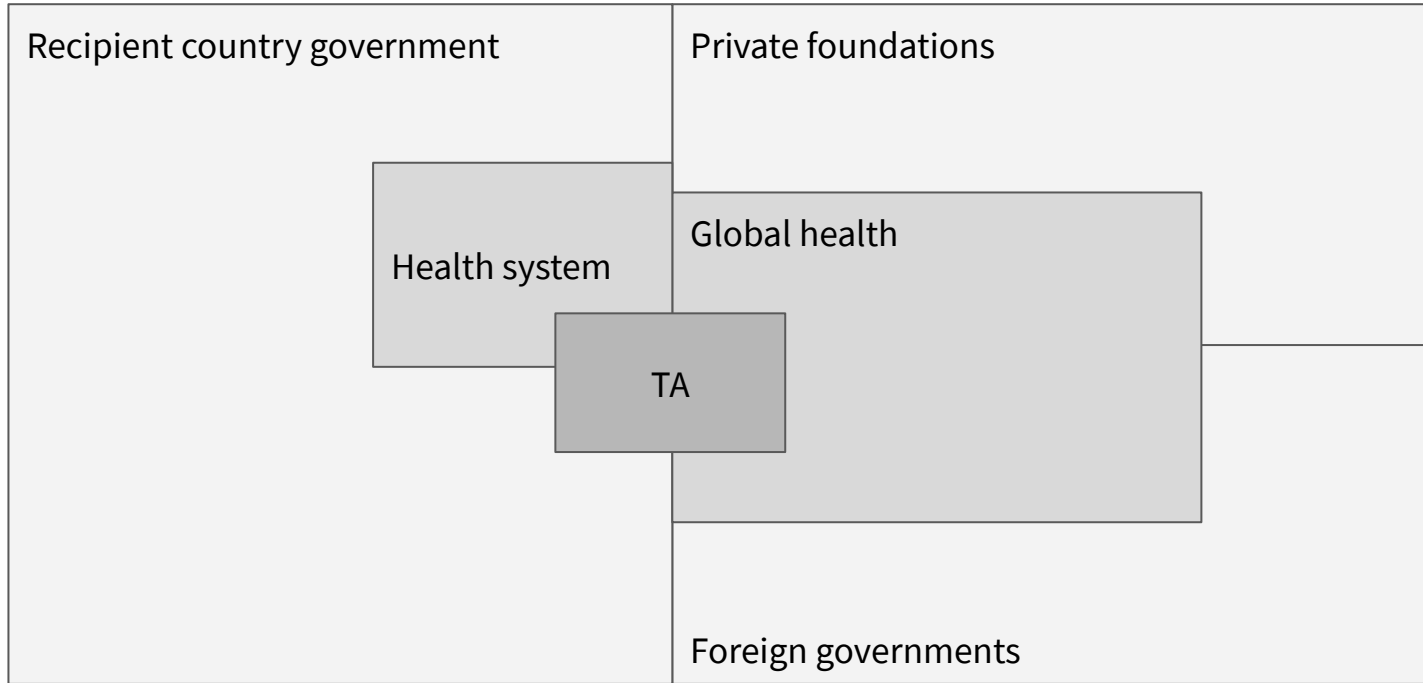 Recipient country government
Private foundations
Health system
Global health
TA
Foreign governments